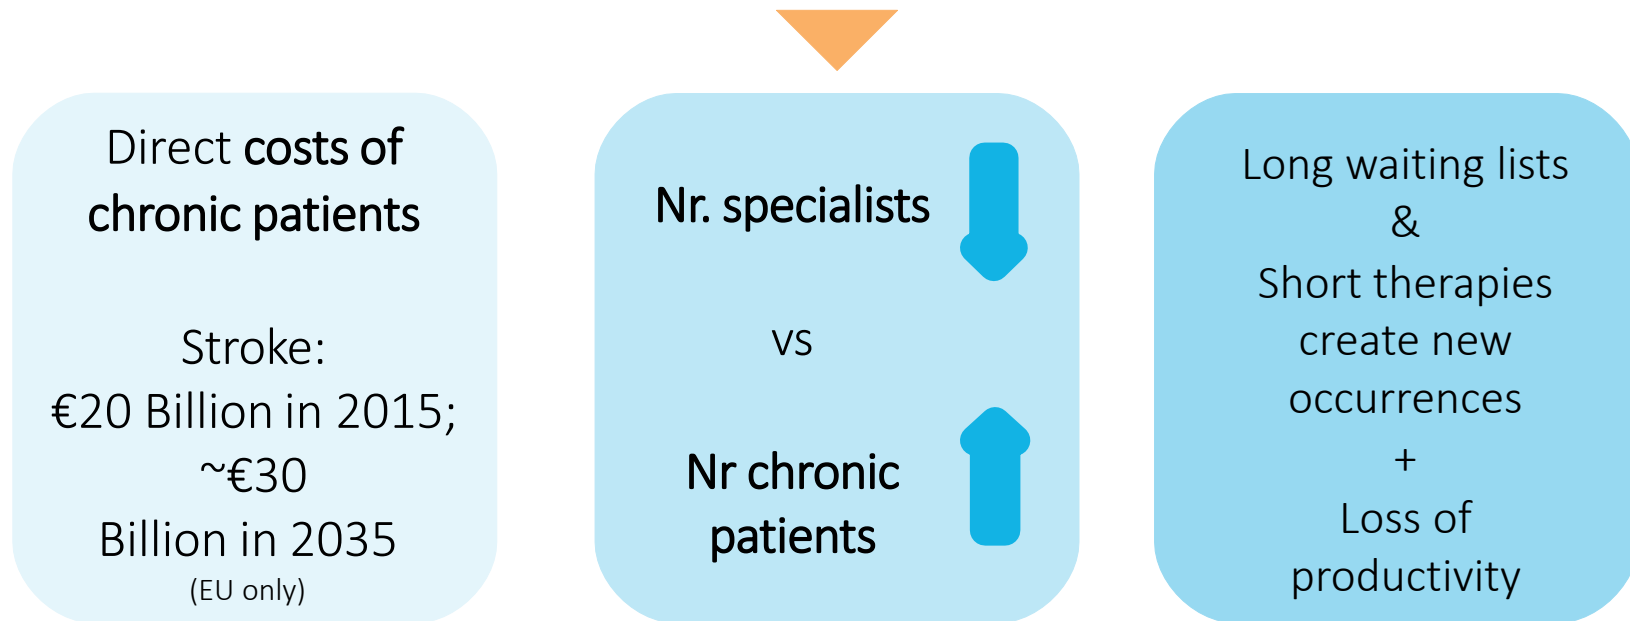 Direct costs of
chronic patients
Stroke:
€20 Billion in 2015;
~€30
Billion in 2035
(EU only)
Nr. specialists
vs
Nr chronic
patients
Long waiting lists
&
Short therapies
create new
occurrences
+
Loss of
productivity